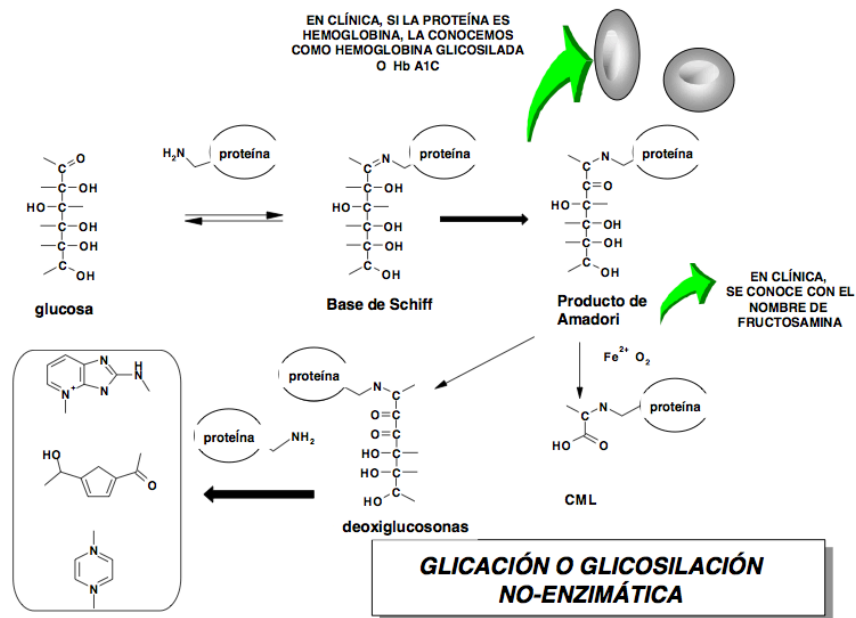 EN CLÍNICA, SI LA PROTEÍNA ES
HEMOGLOBINA, LA CONOCEMOS
COMO HEMOGLOBINA GLICOSILADA
O Hb A1C
H₂N
proteína
N
proteína
N
proteína
C
O
C
OH
HO
C
C
OH
C
OH
C
OH
glucosa
C
C
OH
HO
C
C
OH
C
OH
C
OH
Base de Schiff
C
C
O
HO
C
C
OH
C
OH
C
OH
Producto de
Amadori
EN CLÍNICA,
SE CONOCE CON EL
NOMBRE DE
FRUCTOSAMINA
Fe²⁺ O₂
proteína
N
C
C
O
C
O
HO
C
HO
C
HO
C
deoxiglucosonas
proteína
NH₂
N
proteína
C
HO
O
CML
N
H
N
N
N⁺
HO
O
N
N
GLICACIÓN O GLICOSILACIÓN
NO-ENZIMÁTICA